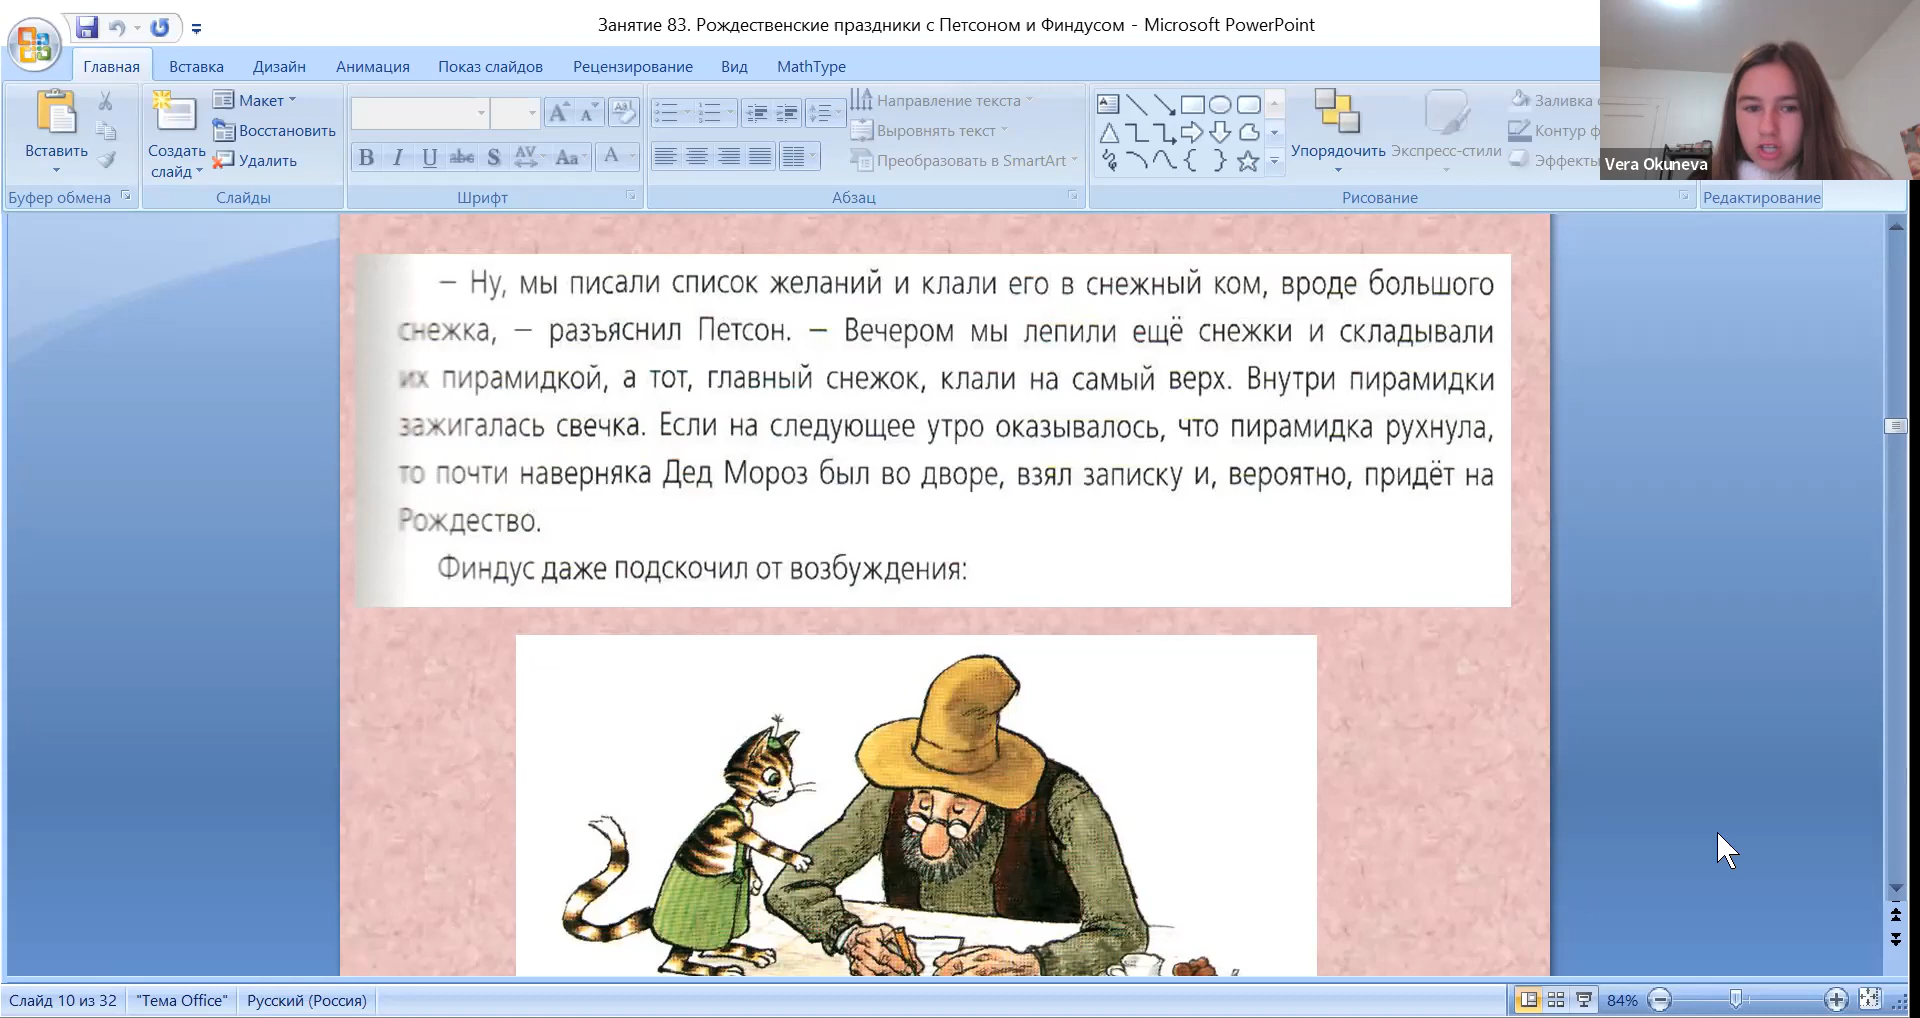 Занятие 83. Рождественские праздники с Петсоном и Финдусом - Microsoft PowerPoint
Главная Вставка Дизайн Анимация Показ слайдов Рецензирование Вид MathType
Вставить
Буфер обмена
Создать слайд
Макет
Восстановить
Удалить
Слайды
Шрифт
Направление текста
Выровнять текст
Преобразовать в SmartArt
Абзац
Упорядочить
Экспресс-стили
Заливка
Контур ф
Эффекты
Рисование
Редактирование
Vera Okuneva
– Ну, мы писали список желаний и клали его в снежный ком, вроде большого
снежка, – разъяснил Петсон. – Вечером мы лепили ещё снежки и складывали
их пирамидкой, а тот, главный снежок, клали на самый верх. Внутри пирамидки
зажигалась свечка. Если на следующее утро оказывалось, что пирамидка рухнула,
то почти наверняка Дед Мороз был во дворе, взял записку и, вероятно, придёт на
Рождество.
Финдус даже подскочил от возбуждения:
Слайд 10 из 32 "Тема Office" Русский (Россия) 84%